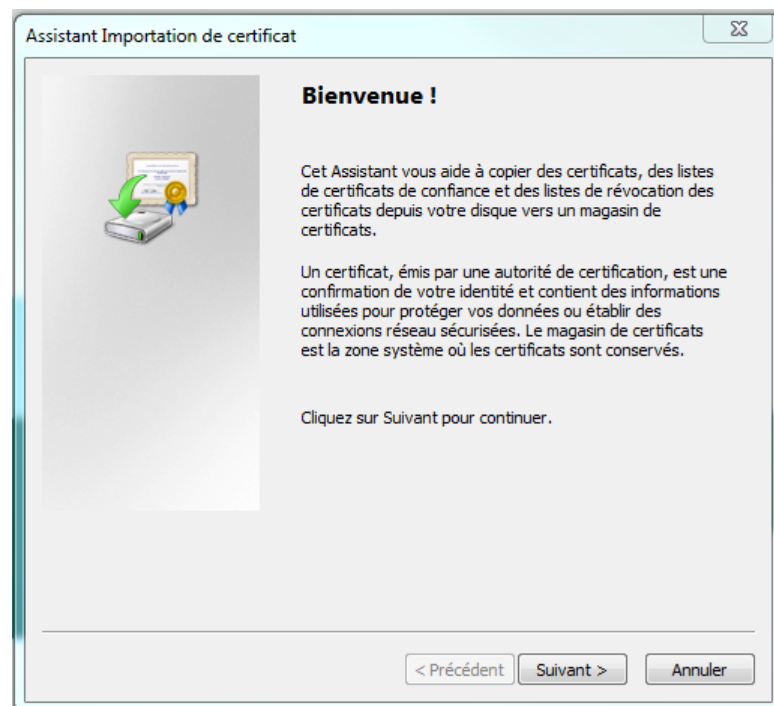 Assistant Importation de certificat
Bienvenue !
Cet Assistant vous aide à copier des certificats, des listes
de certificats de confiance et des listes de révocation des
certificats depuis votre disque vers un magasin de
certificats.
Un certificat, émis par une autorité de certification, est une
confirmation de votre identité et contient des informations
utilisées pour protéger vos données ou établir des
connexions réseau sécurisées. Le magasin de certificats
est la zone système où les certificats sont conservés.
Cliquez sur Suivant pour continuer.
< Précédent Suivant > Annuler